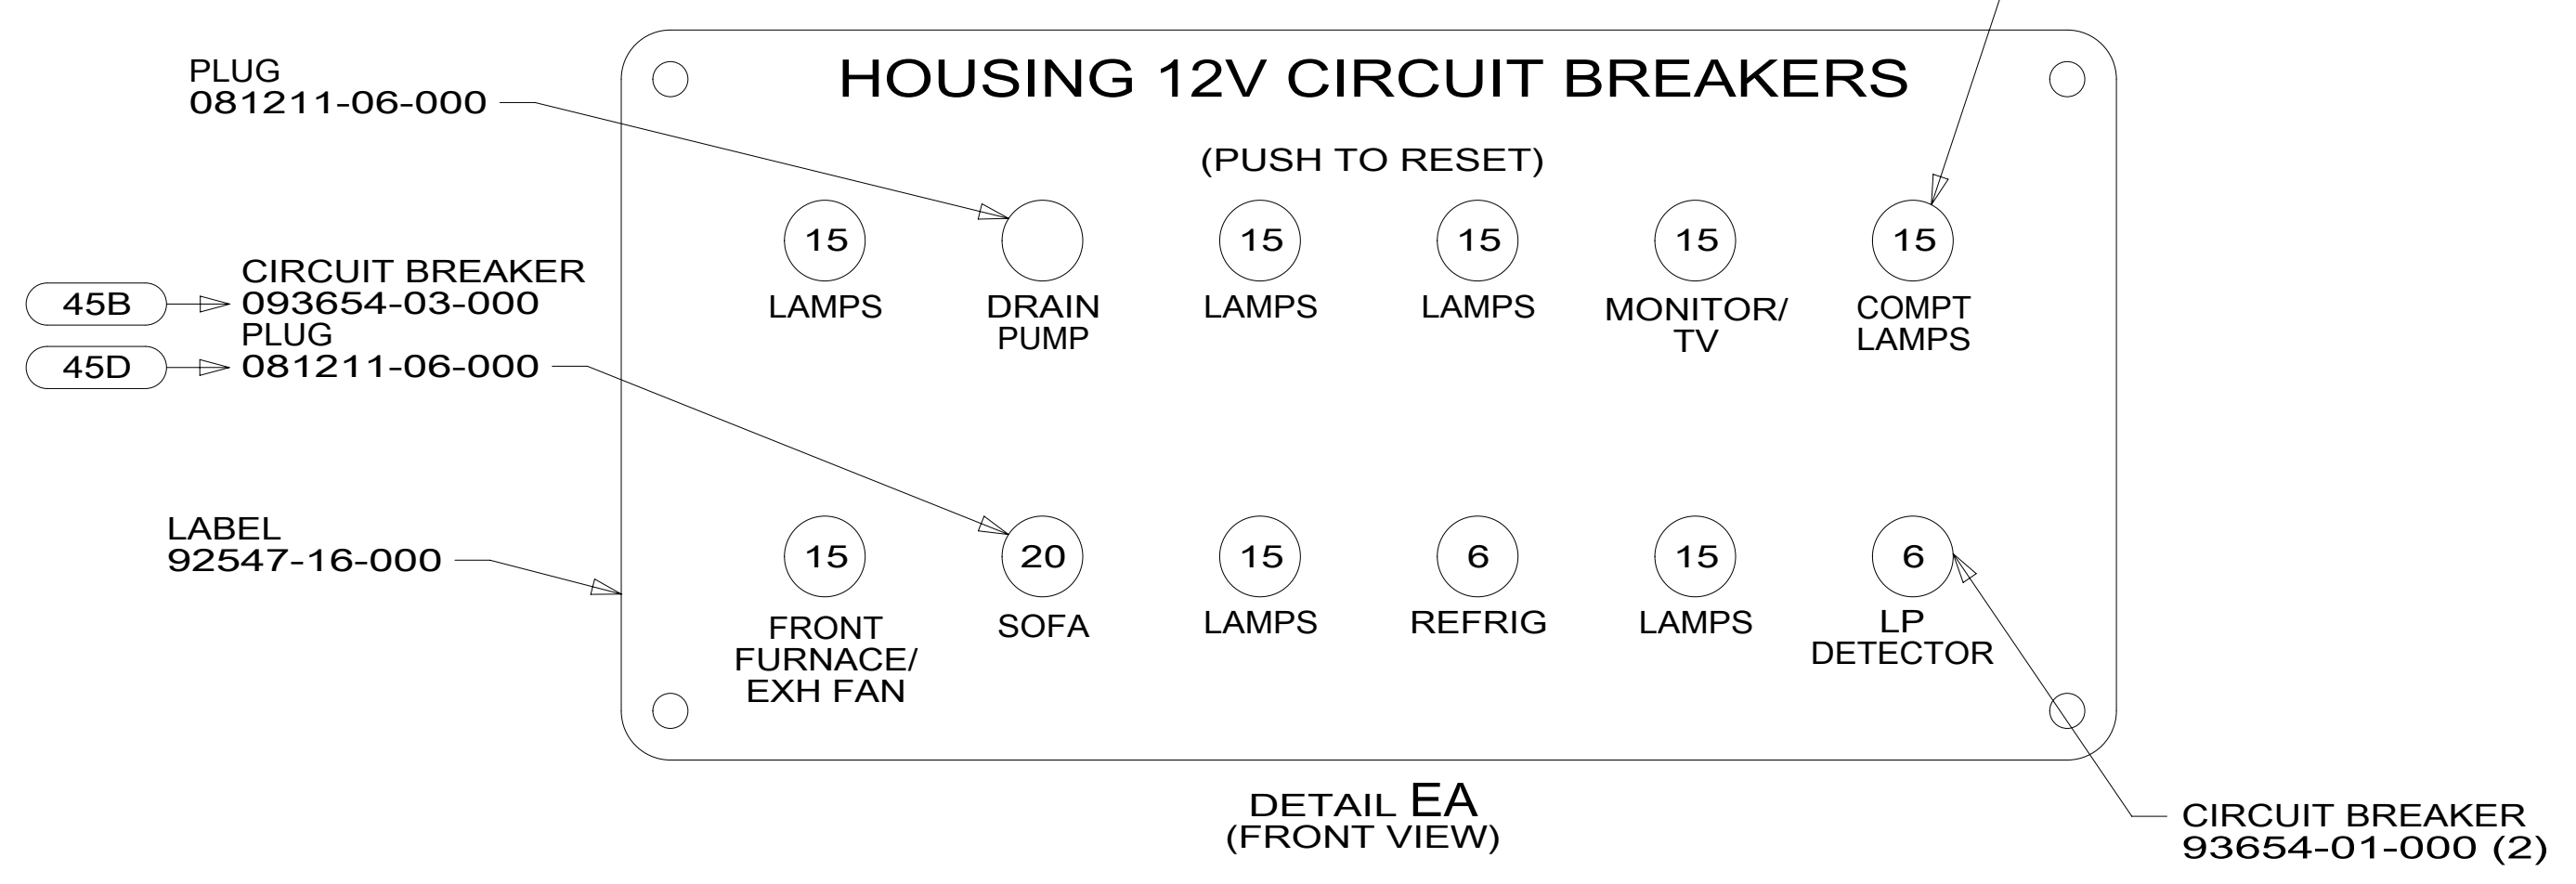 HOUSING 12V CIRCUIT BREAKERS
(PUSH TO RESET)
PLUG
081211-06-000
CIRCUIT BREAKER
45B 093654-03-000
PLUG
45D 081211-06-000
LABEL
92547-16-000
15 15 15 15 15
LAMPS DRAIN LAMPS LAMPS MONITOR/ COMPT
PUMP TV LAMPS
15 20 15 6 15 6
FRONT SOFA LAMPS REFRIG LAMPS LP
FURNACE/ DETECTOR
EXH FAN
DETAIL EA
(FRONT VIEW)
CIRCUIT BREAKER
93654-01-000 (2)